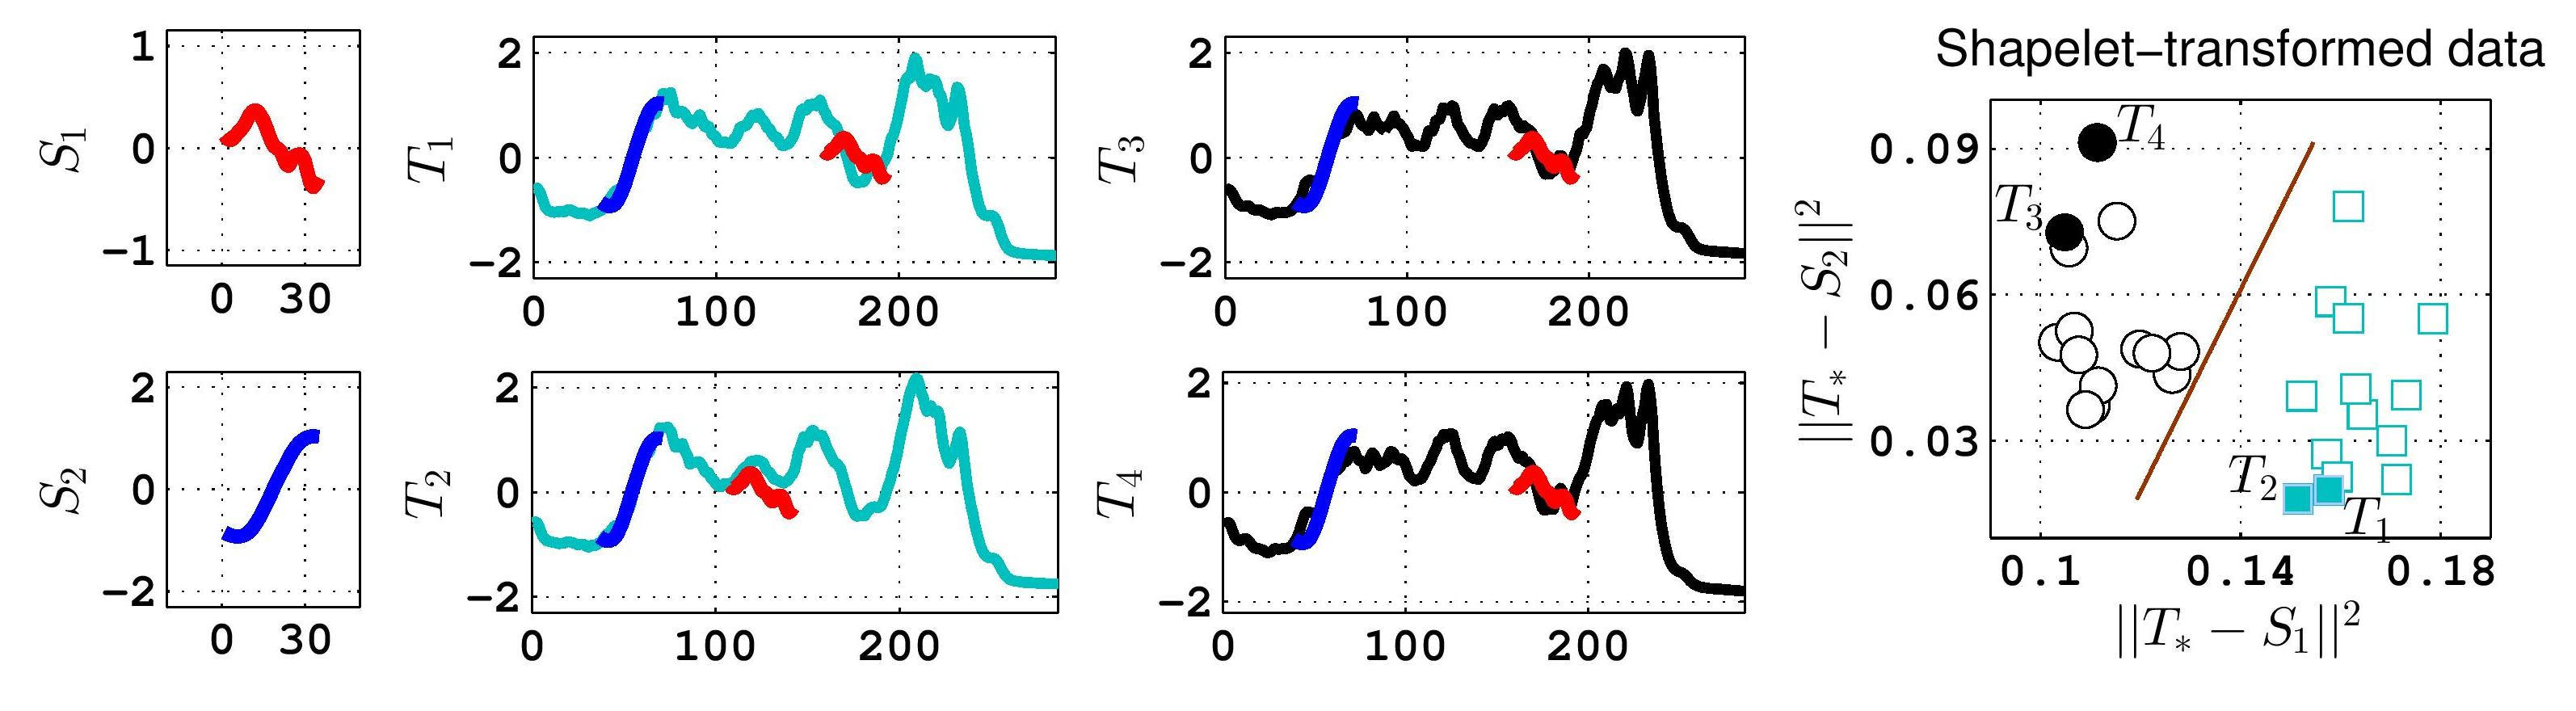 S₁
1
0
−1
0 30
T₁
2
0
−2
0 100 200
T₃
2
0
−2
0 100 200
S₂
2
0
−2
0 30
T₂
2
0
−2
0 100 200
T₄
2
0
−2
0 100 200
Shapelet−transformed data
||T* − S₂||²
0.09
0.06
0.03
T₄
T₃
T₂
T₁
0.1 0.14 0.18
||T* − S₁||²